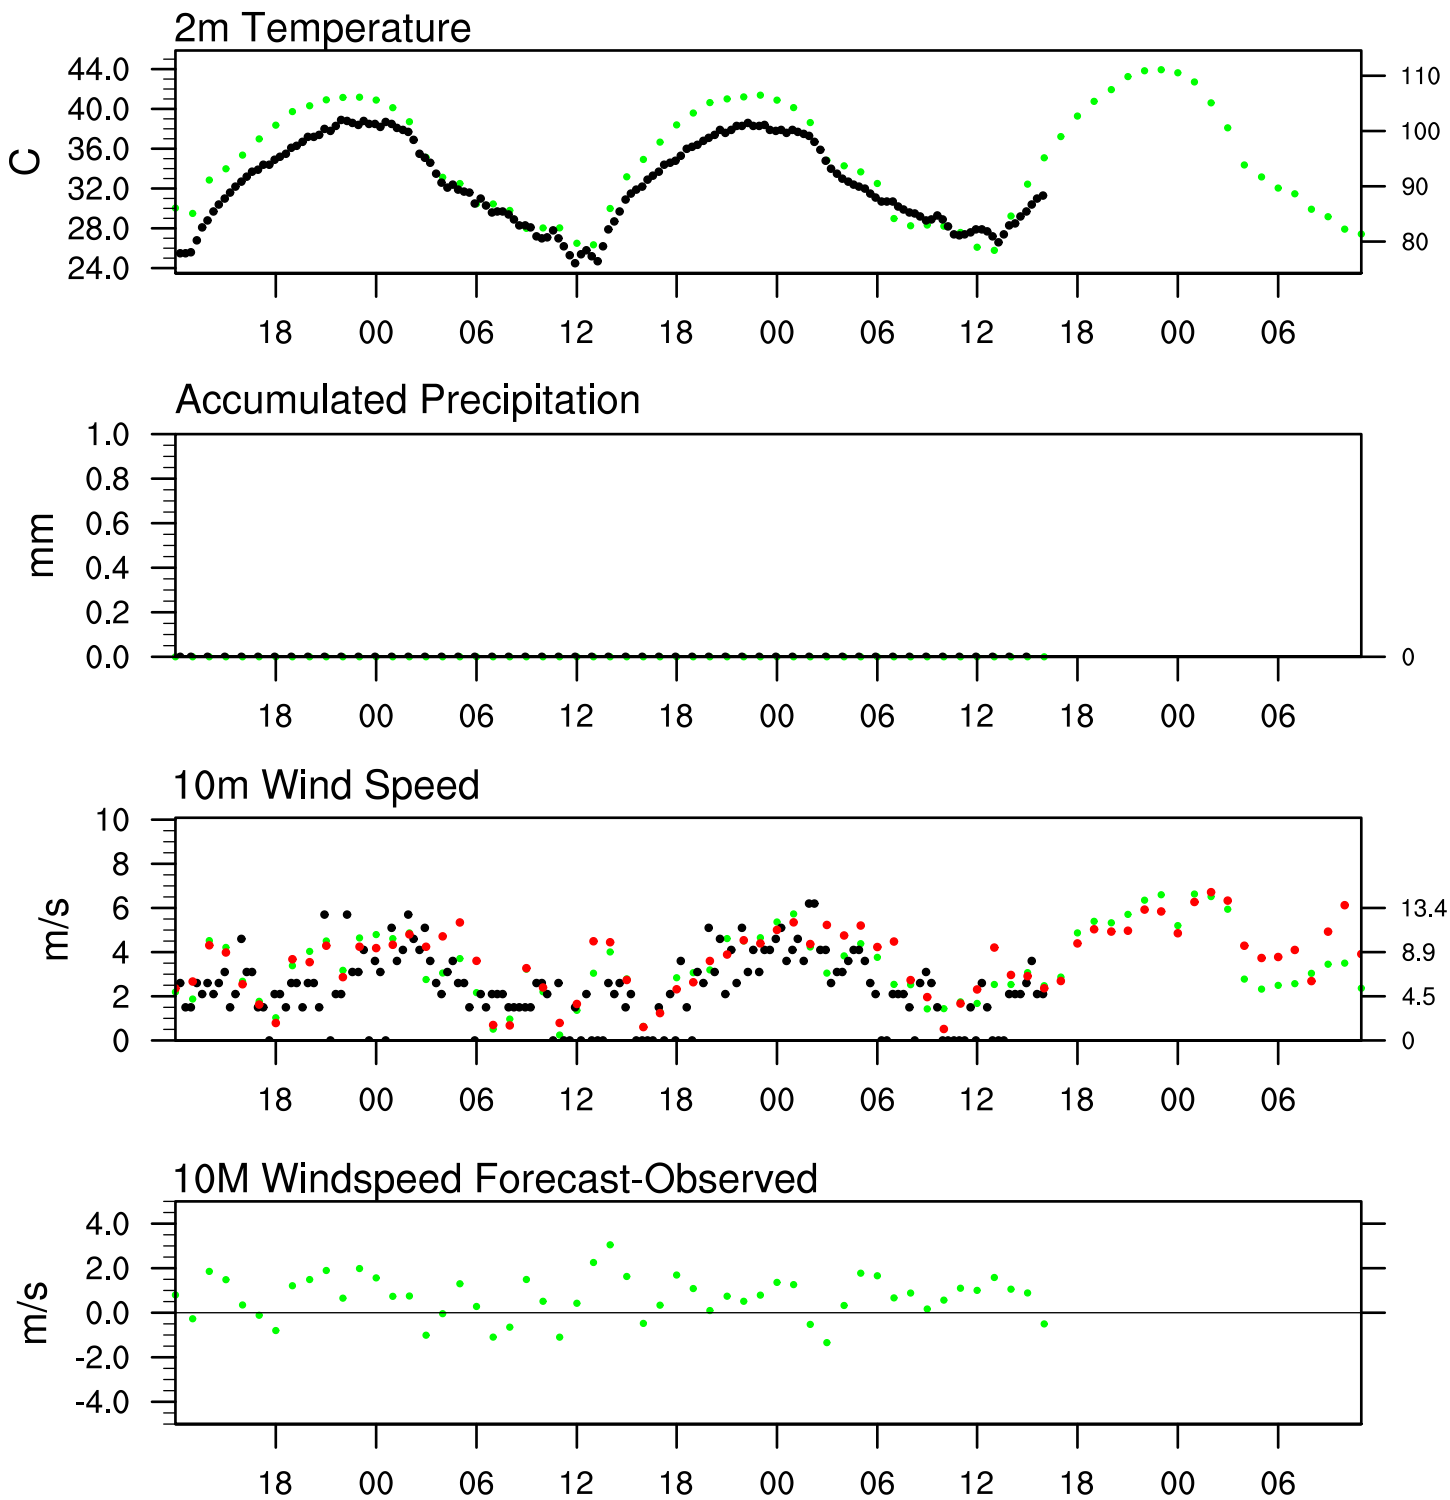 2m Temperature
44.0
40.0
36.0
32.0
28.0
24.0
C
110
100
90
80
18 00 06 12 18 00 06 12 18 00 06
Accumulated Precipitation
1.0
0.8
0.6
0.4
0.2
0.0
mm
0
18 00 06 12 18 00 06 12 18 00 06
10m Wind Speed
10
8
6
4
2
0
m/s
13.4
8.9
4.5
0
18 00 06 12 18 00 06 12 18 00 06
10M Windspeed Forecast-Observed
4.0
2.0
0.0
-2.0
-4.0
m/s
18 00 06 12 18 00 06 12 18 00 06